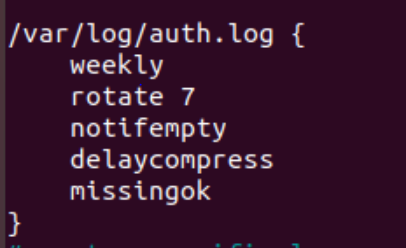 /var/log/auth.log {
    weekly
    rotate 7
    notifempty
    delaycompress
    missingok
}